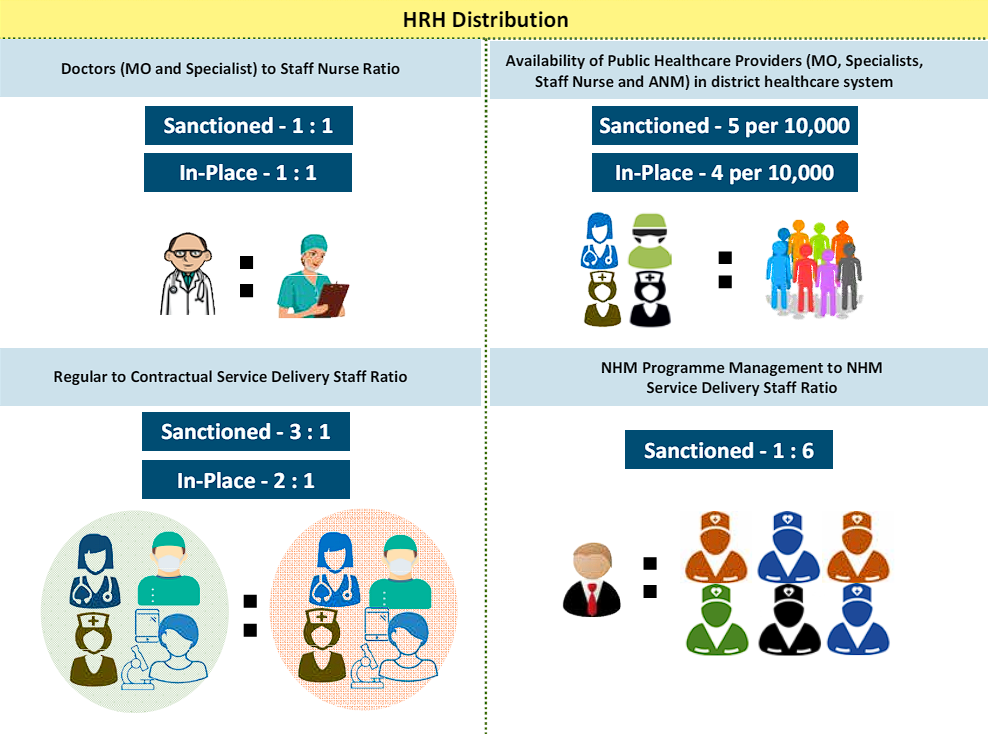 HRH Distribution
Doctors (MO and Specialist) to Staff Nurse Ratio
Sanctioned - 1 : 1
In-Place - 1 : 1
Availability of Public Healthcare Providers (MO, Specialists,
Staff Nurse and ANM) in district healthcare system
Sanctioned - 5 per 10,000
In-Place - 4 per 10,000
Regular to Contractual Service Delivery Staff Ratio
Sanctioned - 3 : 1
In-Place - 2 : 1
NHM Programme Management to NHM
Service Delivery Staff Ratio
Sanctioned - 1 : 6